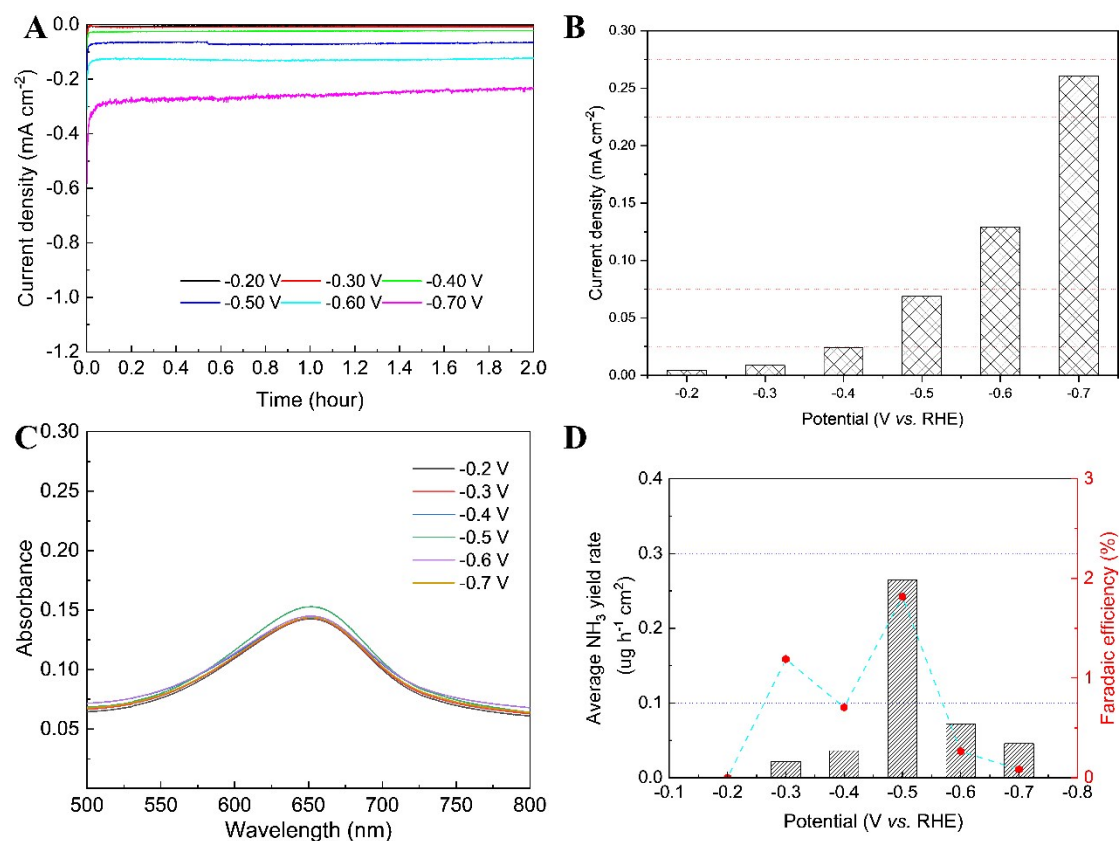 A
0.0
-0.2
-0.4
-0.6
-0.8
-1.0
-1.2
Current density (mA cm-2)
-0.20 V -0.30 V -0.40 V
-0.50 V -0.60 V -0.70 V
0.0 0.2 0.4 0.6 0.8 1.0 1.2 1.4 1.6 1.8 2.0
Time (hour)
B
0.30
0.25
0.20
0.15
0.10
0.05
0.00
Current density (mA cm-2)
-0.2 -0.3 -0.4 -0.5 -0.6 -0.7
Potential (V vs. RHE)
C
0.30
0.25
0.20
0.15
0.10
0.05
Absorbance
-0.2 V
-0.3 V
-0.4 V
-0.5 V
-0.6 V
-0.7 V
500 550 600 650 700 750 800
Wavelength (nm)
D
0.4
0.3
0.2
0.1
0.0
Average NH3 yield rate
(ug h-1 cm2)
3
2
1
0
Faradaic efficiency (%)
-0.1 -0.2 -0.3 -0.4 -0.5 -0.6 -0.7 -0.8
Potential (V vs. RHE)